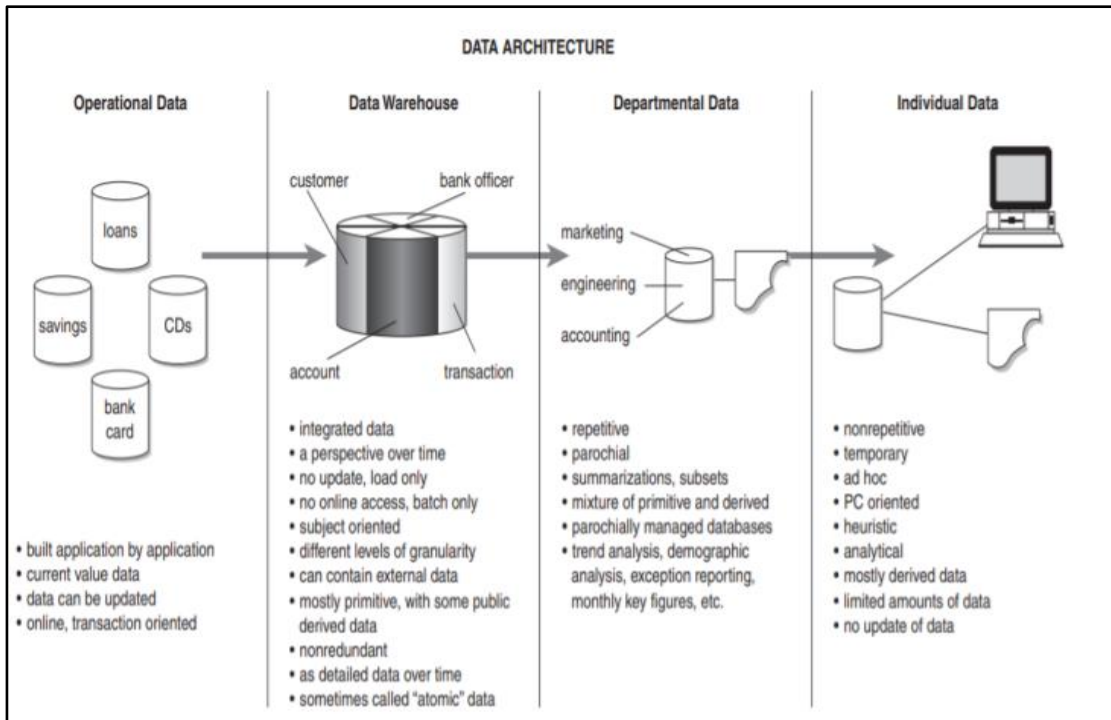 DATA ARCHITECTURE
Operational Data
loans
savings
CDs
bank
card
• built application by application
• current value data
• data can be updated
• online, transaction oriented
Data Warehouse
customer
bank officer
account
transaction
• integrated data
• a perspective over time
• no update, load only
• no online access, batch only
• subject oriented
• different levels of granularity
• can contain external data
• mostly primitive, with some public
derived data
• nonredundant
• as detailed data over time
• sometimes called “atomic” data
Departmental Data
marketing
engineering
accounting
• repetitive
• parochial
• summarizations, subsets
• mixture of primitive and derived
• parochially managed databases
• trend analysis, demographic
analysis, exception reporting,
monthly key figures, etc.
Individual Data
• nonrepetitive
• temporary
• ad hoc
• PC oriented
• heuristic
• analytical
• mostly derived data
• limited amounts of data
• no update of data